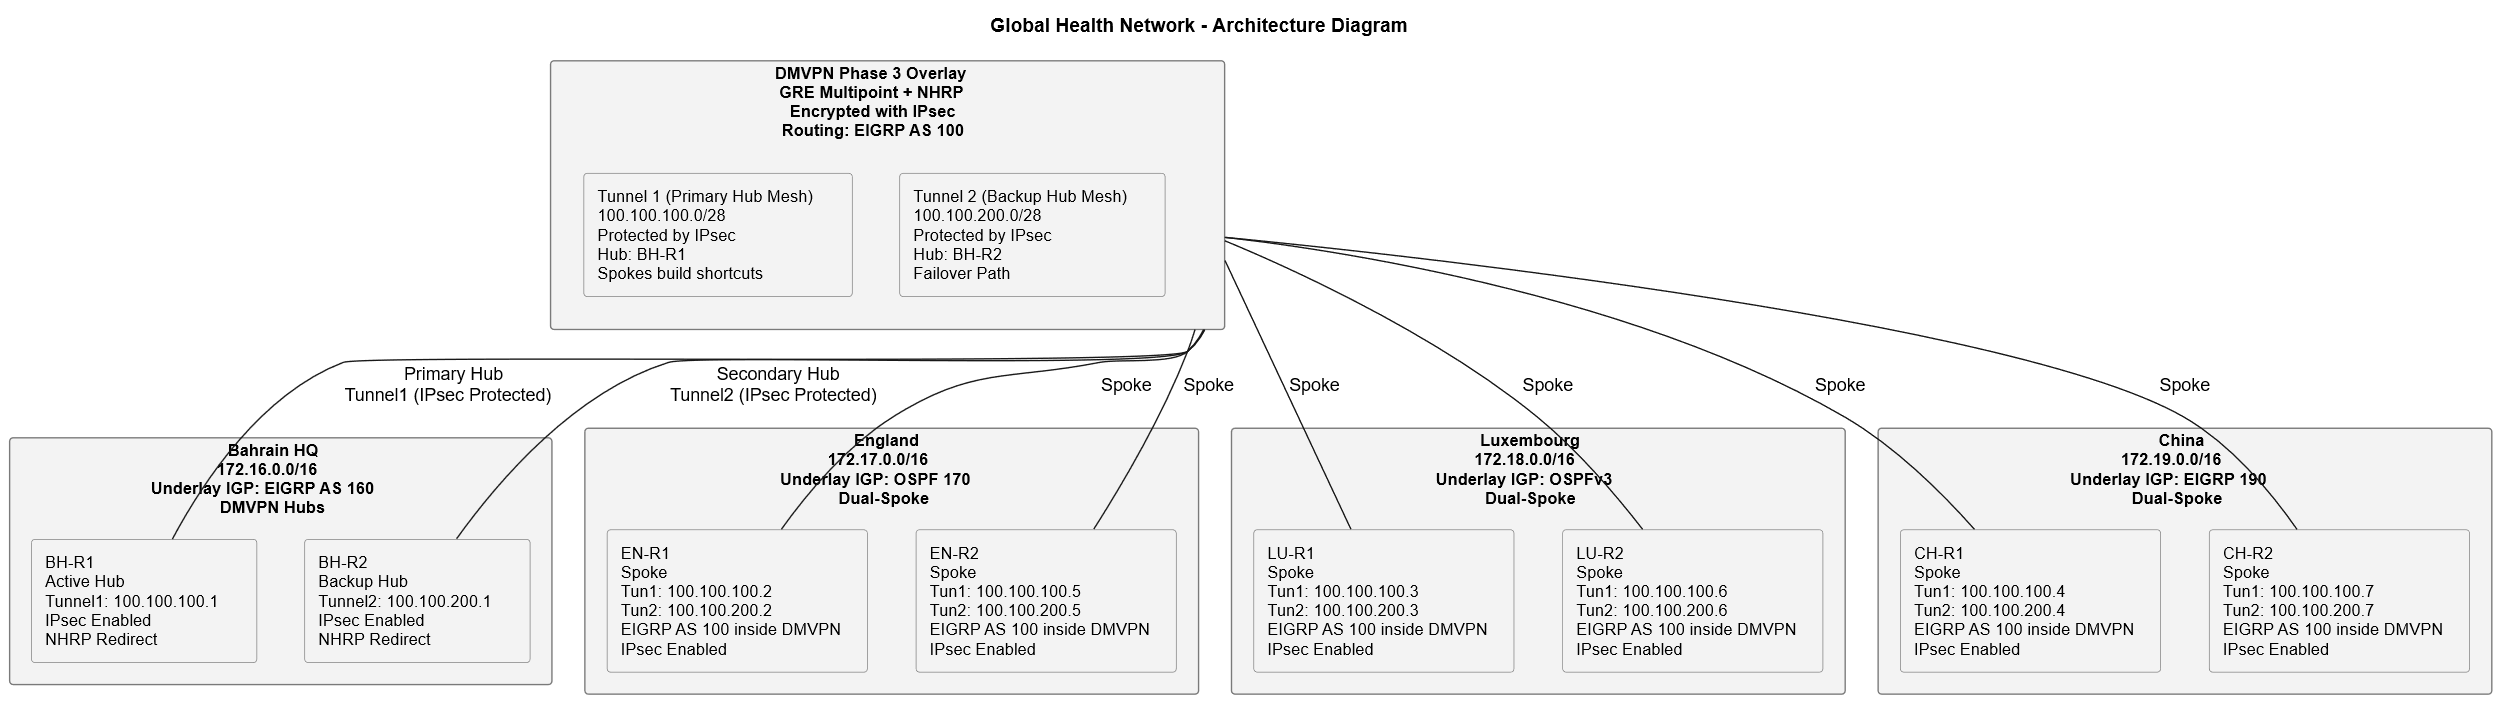 Global Health Network - Architecture Diagram
DMVPN Phase 3 Overlay
GRE Multipoint + NHRP
Encrypted with IPsec
Routing: EIGRP AS 100
Tunnel 1 (Primary Hub Mesh)
100.100.100.0/28
Protected by IPsec
Hub: BH-R1
Spokes build shortcuts
Tunnel 2 (Backup Hub Mesh)
100.100.200.0/28
Protected by IPsec
Hub: BH-R2
Failover Path
Primary Hub
Tunnel1 (IPsec Protected)
Secondary Hub
Tunnel2 (IPsec Protected)
Spoke
Spoke
Spoke
Spoke
Spoke
Spoke
Bahrain HQ
172.16.0.0/16
Underlay IGP: EIGRP AS 160
DMVPN Hubs
BH-R1
Active Hub
Tunnel1: 100.100.100.1
IPsec Enabled
NHRP Redirect
BH-R2
Backup Hub
Tunnel2: 100.100.200.1
IPsec Enabled
NHRP Redirect
England
172.17.0.0/16
Underlay IGP: OSPF 170
Dual-Spoke
EN-R1
Spoke
Tun1: 100.100.100.2
Tun2: 100.100.200.2
EIGRP AS 100 inside DMVPN
IPsec Enabled
EN-R2
Spoke
Tun1: 100.100.100.5
Tun2: 100.100.200.5
EIGRP AS 100 inside DMVPN
IPsec Enabled
Luxembourg
172.18.0.0/16
Underlay IGP: OSPFv3
Dual-Spoke
LU-R1
Spoke
Tun1: 100.100.100.3
Tun2: 100.100.200.3
EIGRP AS 100 inside DMVPN
IPsec Enabled
LU-R2
Spoke
Tun1: 100.100.100.6
Tun2: 100.100.200.6
EIGRP AS 100 inside DMVPN
IPsec Enabled
China
172.19.0.0/16
Underlay IGP: EIGRP 190
Dual-Spoke
CH-R1
Spoke
Tun1: 100.100.100.4
Tun2: 100.100.200.4
EIGRP AS 100 inside DMVPN
IPsec Enabled
CH-R2
Spoke
Tun1: 100.100.100.7
Tun2: 100.100.200.7
EIGRP AS 100 inside DMVPN
IPsec Enabled